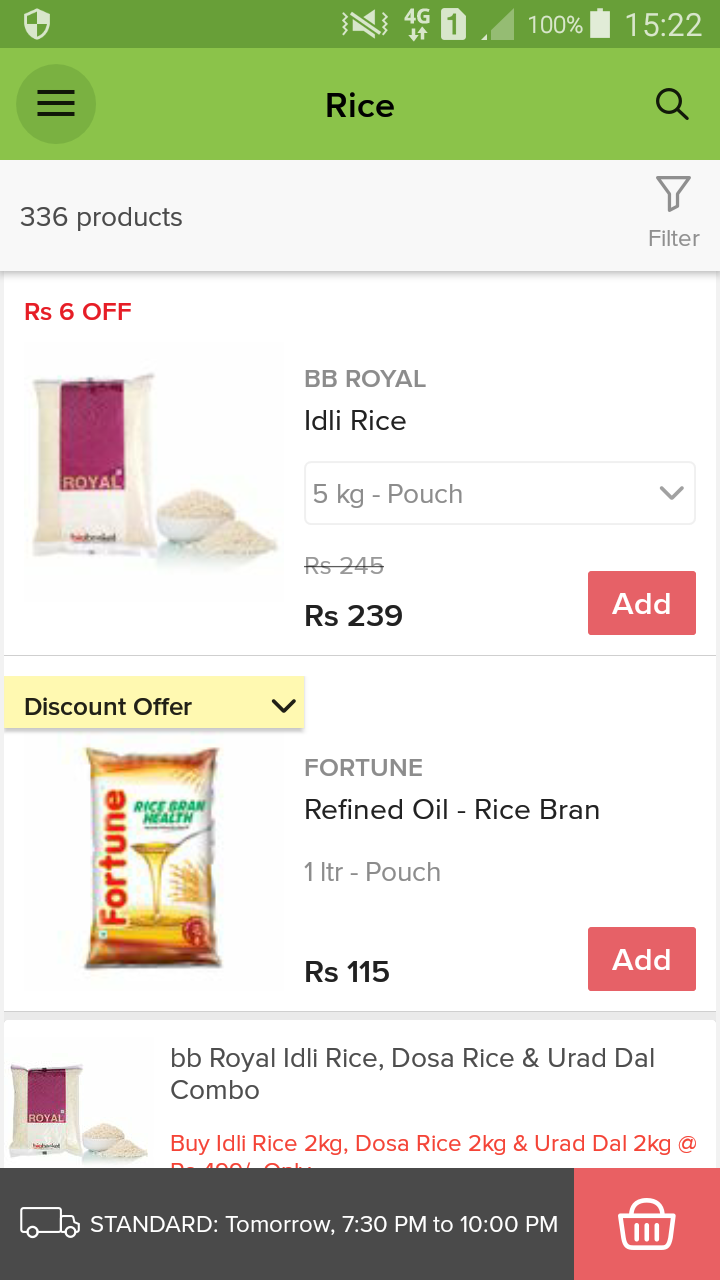 4G
1
100%
15:22
Rice
336 products
Filter
Rs 6 OFF
ROYAL
bigbasket
BB ROYAL
Idli Rice
5 kg - Pouch
Rs 245
Rs 239
Add
Discount Offer
Fortune
RICE BRAN
HEALTH
FORTUNE
Refined Oil - Rice Bran
1 ltr - Pouch
Rs 115
Add
ROYAL
bigbasket
bb Royal Idli Rice, Dosa Rice & Urad Dal
Combo
Buy Idli Rice 2kg, Dosa Rice 2kg & Urad Dal 2kg @
STANDARD: Tomorrow, 7:30 PM to 10:00 PM